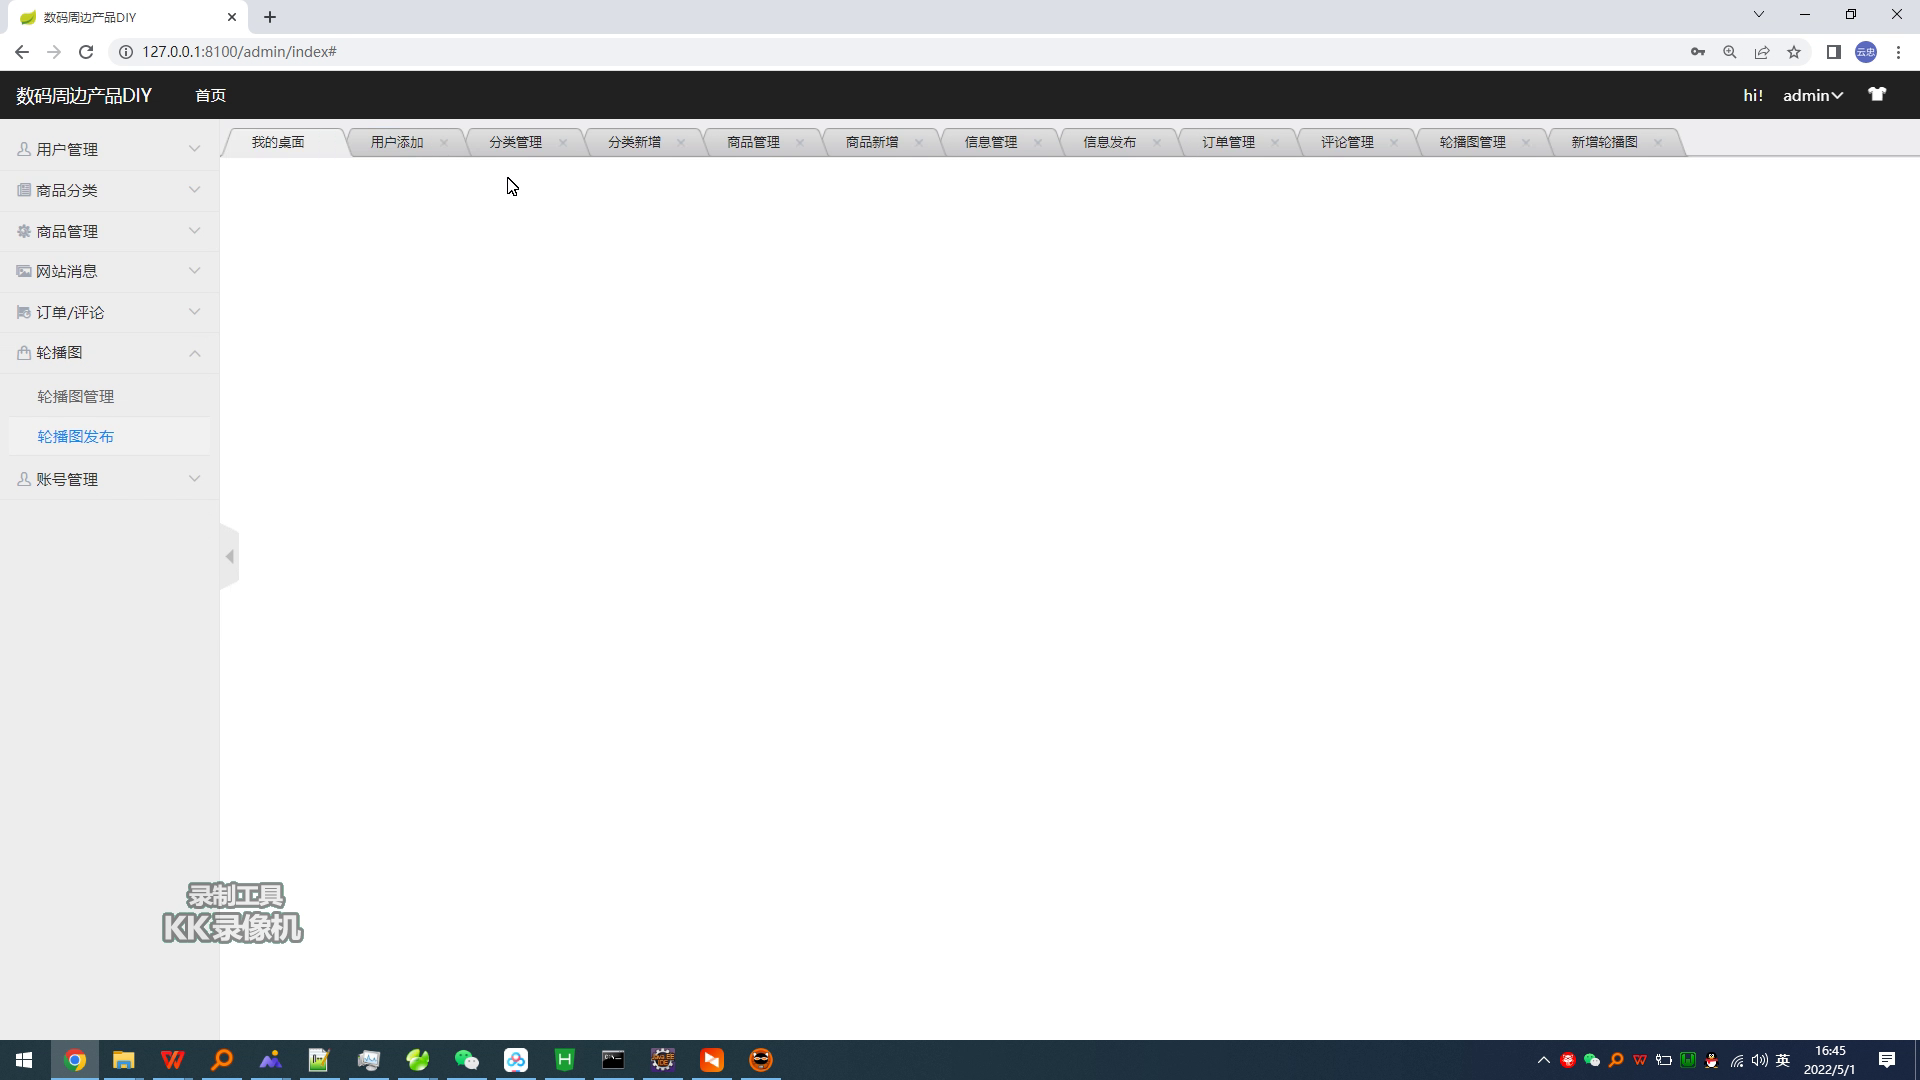 数码周边产品DIY
127.0.0.1:8100/admin/index#
云忠
数码周边产品DIY
首页
hi!
admin
用户管理
商品分类
商品管理
网站消息
订单/评论
轮播图
轮播图管理
轮播图发布
账号管理
我的桌面
用户添加
分类管理
分类新增
商品管理
商品新增
信息管理
信息发布
订单管理
评论管理
轮播图管理
新增轮播图
录制工具
KK录像机
英
16:45
2022/5/1